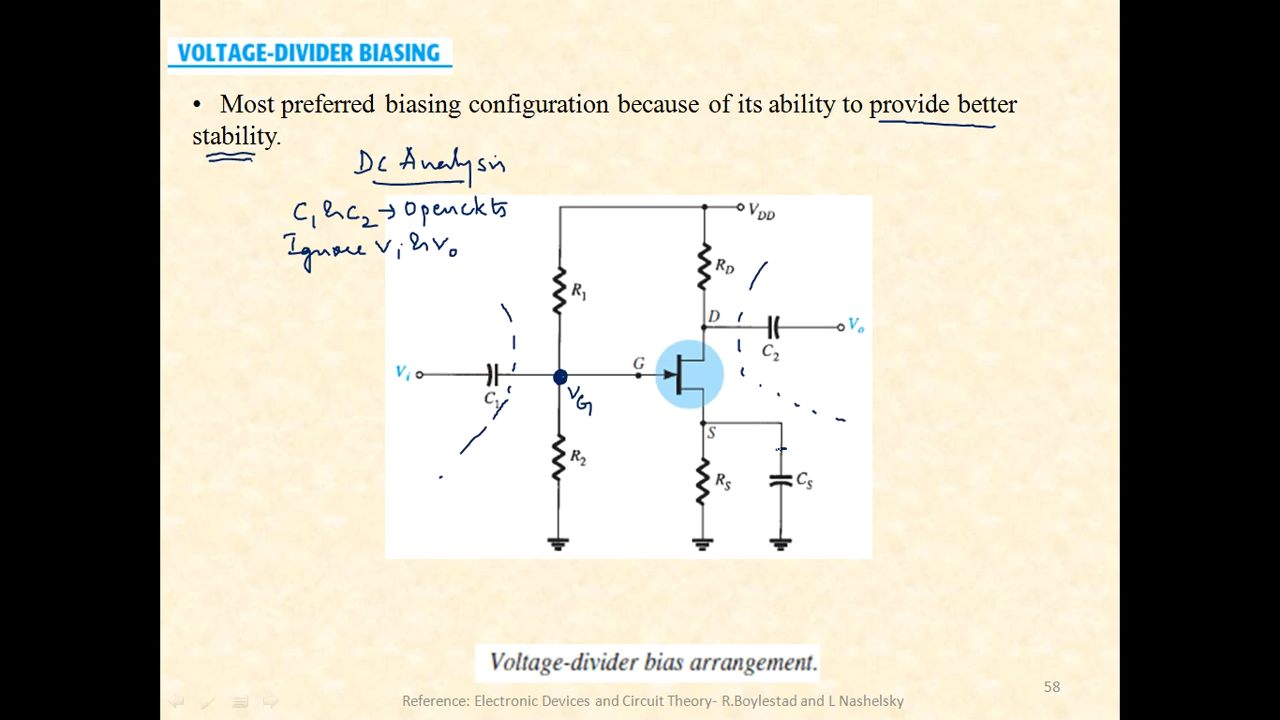 VOLTAGE-DIVIDER BIASING
• Most preferred biasing configuration because of its ability to provide better
stability.
DC Analysis
C1 & C2 → Open ckts
Ignore Vi & Vo
VDD
RD
R1
D
Vo
C2
G
Vi
C1
VG
S
R2
RS
CS
Voltage-divider bias arrangement.
58
Reference: Electronic Devices and Circuit Theory- R.Boylestad and L Nashelsky